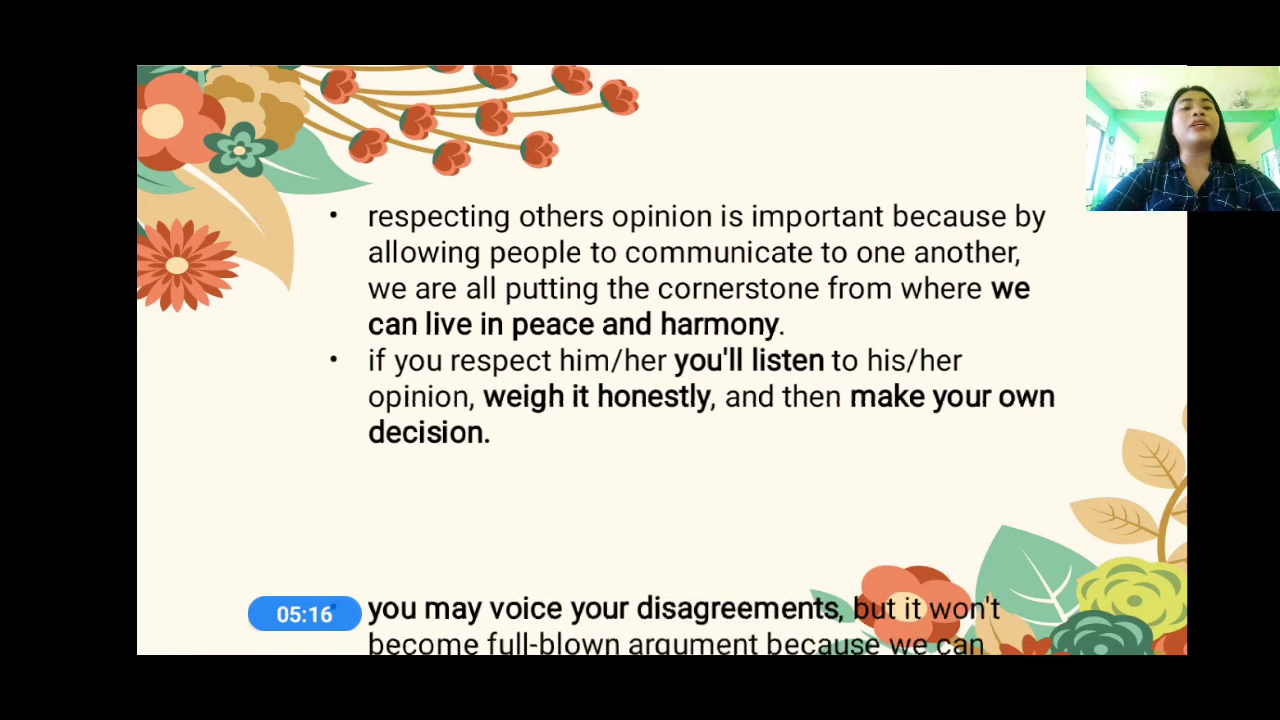 • respecting others opinion is important because by
allowing people to communicate to one another,
we are all putting the cornerstone from where we
can live in peace and harmony.
• if you respect him/her you'll listen to his/her
opinion, weigh it honestly, and then make your own
decision.
05:16
you may voice your disagreements, but it won't
become full-blown argument because we can